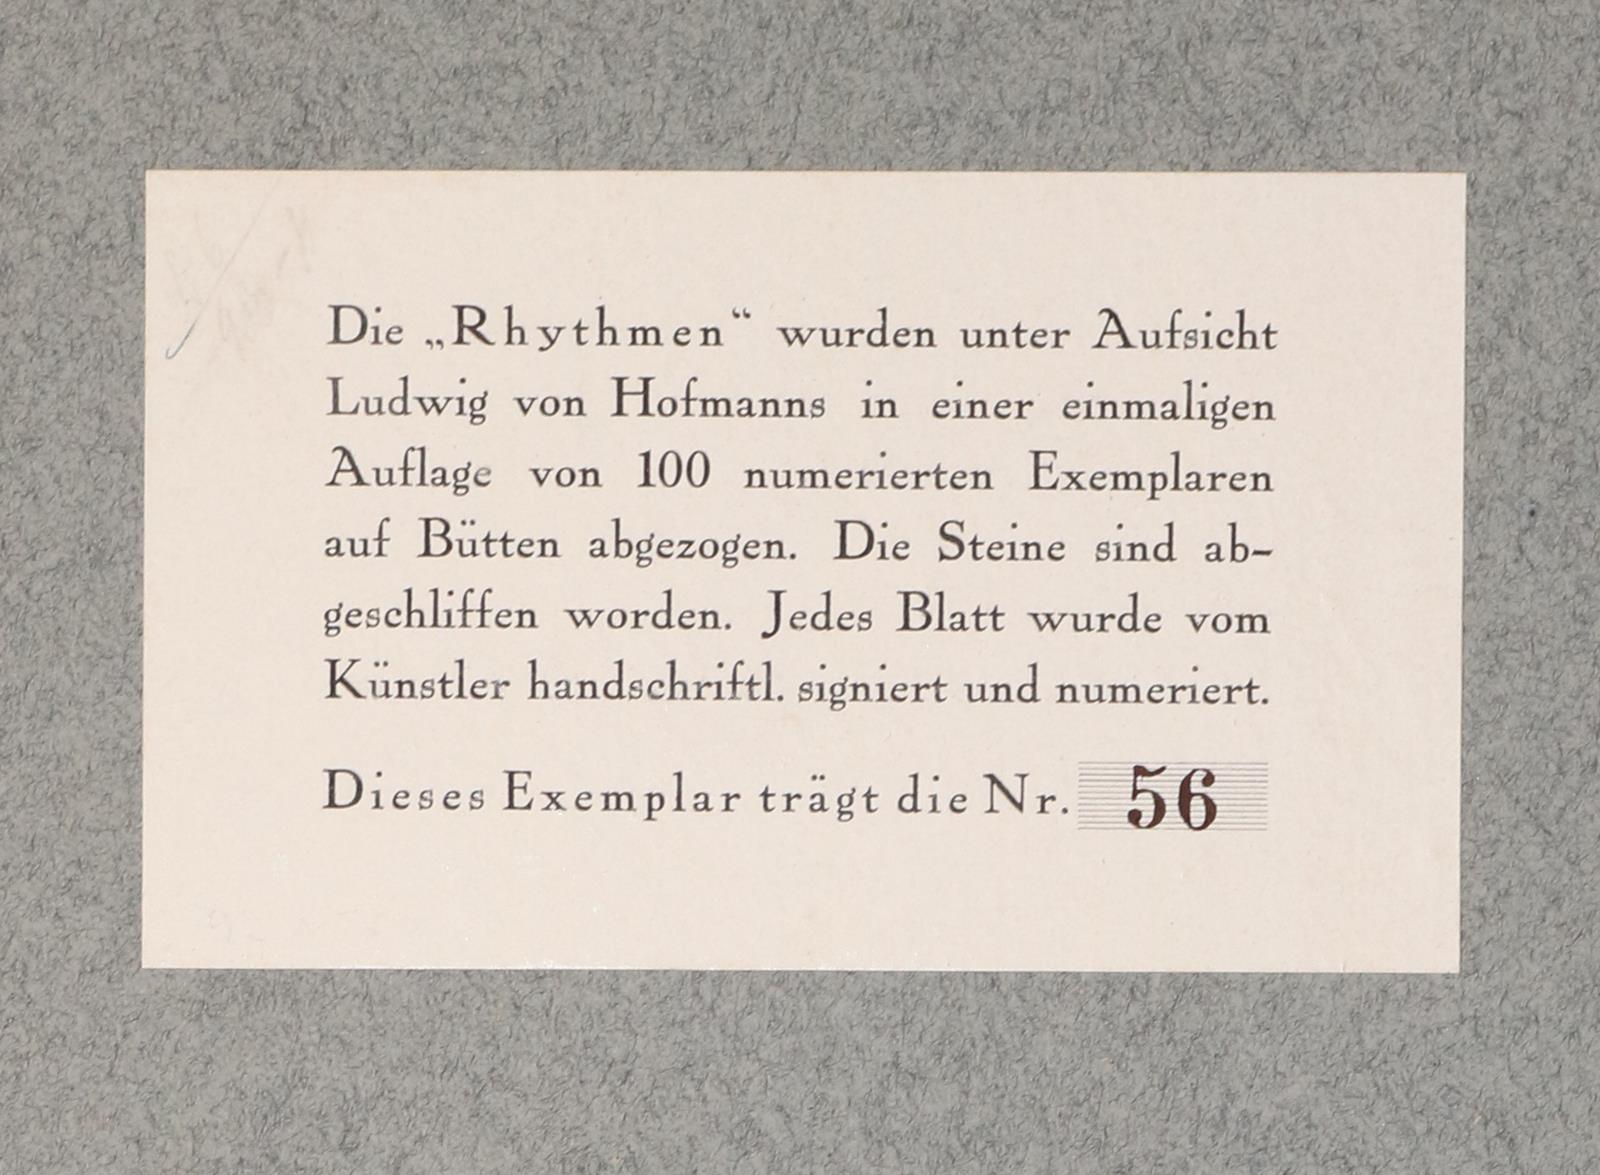 Die „Rhythmen“ wurden unter Aufsicht
Ludwig von Hofmanns in einer einmaligen
Auflage von 100 numerierten Exemplaren
auf Bütten abgezogen. Die Steine sind ab-
geschliffen worden. Jedes Blatt wurde vom
Künstler handschriftl. signiert und numeriert.
Dieses Exemplar trägt die Nr. 56